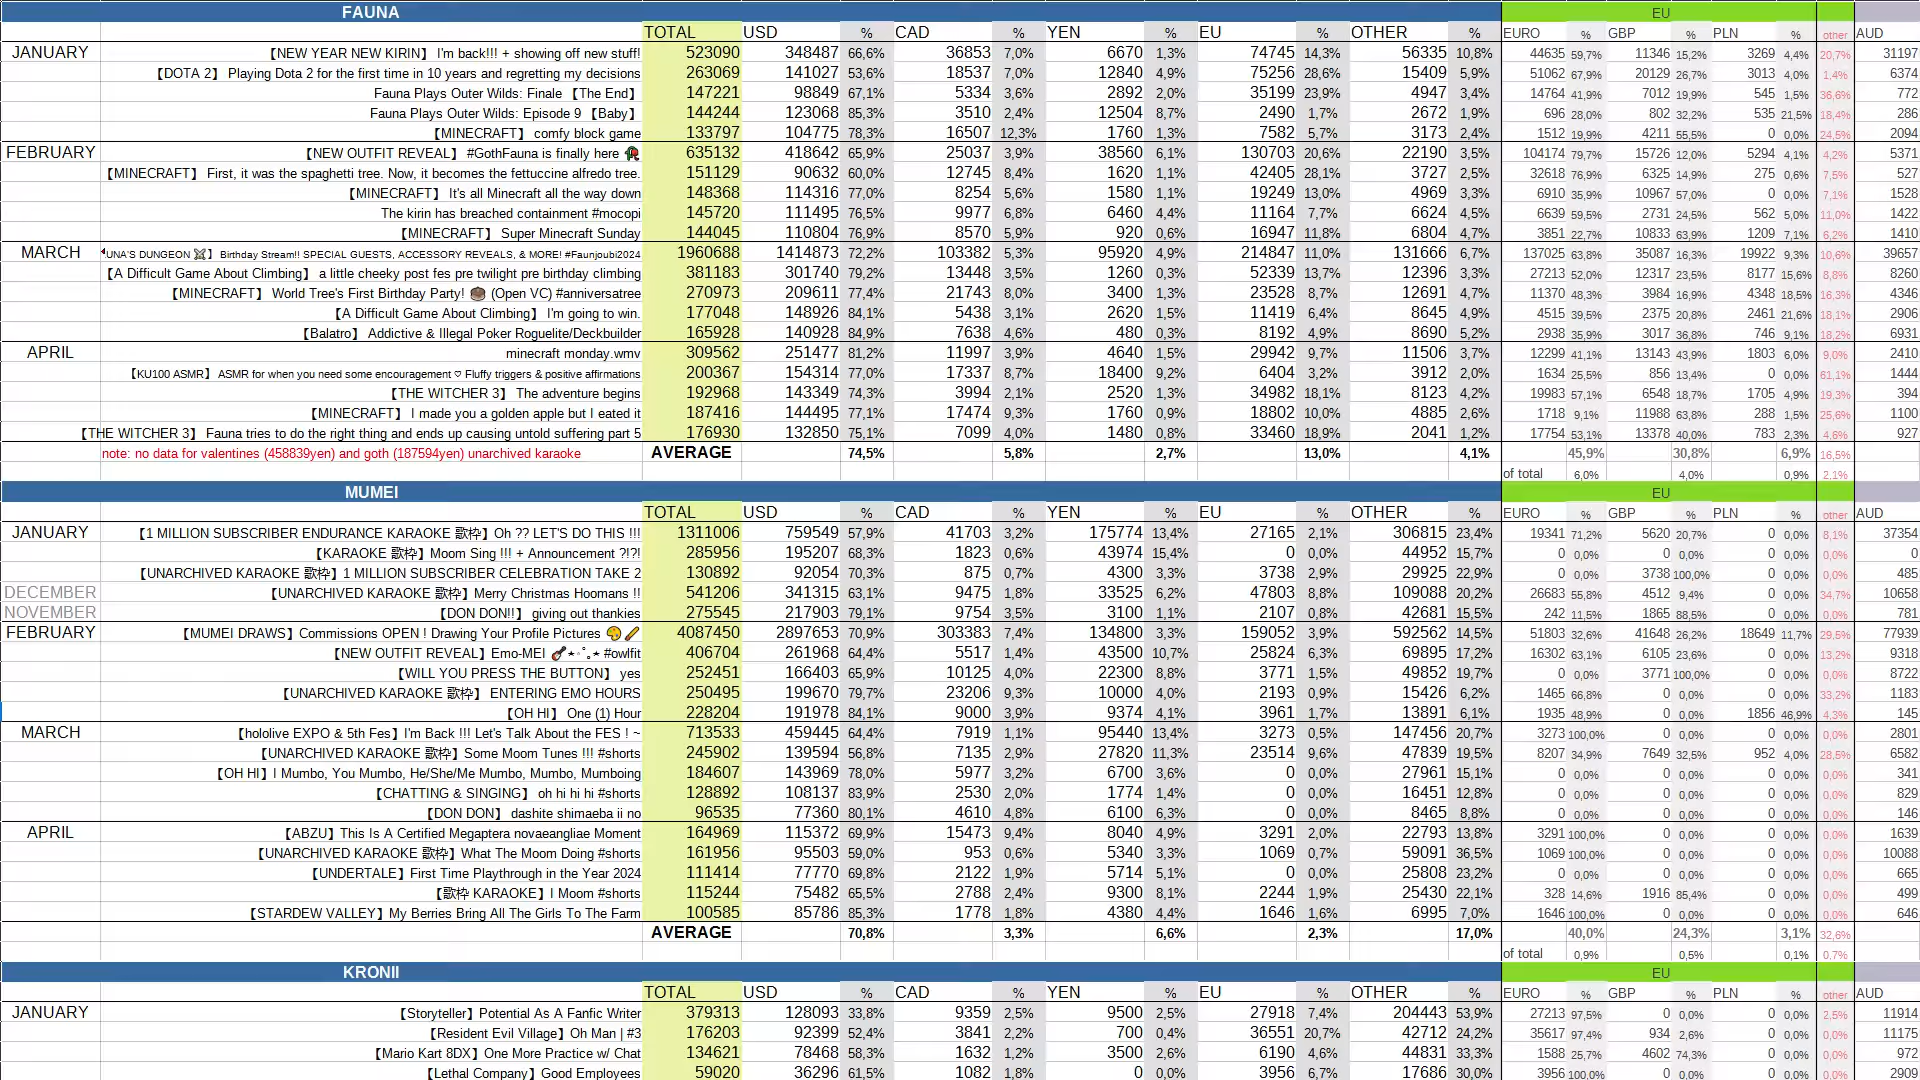 FAUNA EU
TOTAL USD % CAD % YEN % EU % OTHER % EURO % GBP % PLN % other AUD
JANUARY 【NEW YEAR NEW KIRIN】 I'm back!!! + showing off new stuff! 523090 348487 66,6% 36853 7,0% 6670 1,3% 74745 14,3% 56335 10,8% 44635 59,7% 11346 15,2% 3269 4,4% 20,7% 31197
【DOTA 2】 Playing Dota 2 for the first time in 10 years and regretting my decisions 263069 141027 53,6% 18537 7,0% 12840 4,9% 75256 28,6% 15409 5,9% 51062 67,9% 20129 26,7% 3013 4,0% 1,4% 6374
Fauna Plays Outer Wilds: Finale 【The End】 147221 98849 67,1% 5334 3,6% 2892 2,0% 35199 23,9% 4947 3,4% 14764 41,9% 7012 19,9% 545 1,5% 36,6% 772
Fauna Plays Outer Wilds: Episode 9 【Baby】 144244 123068 85,3% 3510 2,4% 12504 8,7% 2490 1,7% 2672 1,9% 696 28,0% 802 32,2% 535 21,5% 18,4% 286
【MINECRAFT】 comfy block game 133797 104775 78,3% 16507 12,3% 1760 1,3% 7582 5,7% 3173 2,4% 1512 19,9% 4211 55,5% 0 0,0% 24,5% 2094
FEBRUARY 【NEW OUTFIT REVEAL】 #GothFauna is finally here 🥀 635132 418642 65,9% 25037 3,9% 38560 6,1% 130703 20,6% 22190 3,5% 104174 79,7% 15726 12,0% 5294 4,1% 4,2% 5371
【MINECRAFT】 First, it was the spaghetti tree. Now, it becomes the fettuccine alfredo tree. 151129 90632 60,0% 12745 8,4% 1620 1,1% 42405 28,1% 3727 2,5% 32618 76,9% 6325 14,9% 275 0,6% 7,5% 527
【MINECRAFT】 It's all Minecraft all the way down 148368 114316 77,0% 8254 5,6% 1580 1,1% 19249 13,0% 4969 3,3% 6910 35,9% 10967 57,0% 0 0,0% 7,1% 1528
The kirin has breached containment #mocopi 145720 111495 76,5% 9977 6,8% 6460 4,4% 11164 7,7% 6624 4,5% 6639 59,5% 2731 24,5% 562 5,0% 11,0% 1422
【MINECRAFT】 Super Minecraft Sunday 144045 110804 76,9% 8570 5,9% 920 0,6% 16947 11,8% 6804 4,7% 3851 22,7% 10833 63,9% 1209 7,1% 6,2% 1410
MARCH UNA'S DUNGEON ⚔️】 Birthday Stream!! SPECIAL GUESTS, ACCESSORY REVEALS, & MORE! #Faunjoubi2024 1960688 1414873 72,2% 103382 5,3% 95920 4,9% 214847 11,0% 131666 6,7% 137025 63,8% 35087 16,3% 19922 9,3% 10,6% 39657
【A Difficult Game About Climbing】 a little cheeky post fes pre twilight pre birthday climbing 381183 301740 79,2% 13448 3,5% 1260 0,3% 52339 13,7% 12396 3,3% 27213 52,0% 12317 23,5% 8177 15,6% 8,8% 8260
【MINECRAFT】 World Tree's First Birthday Party! 🎂 (Open VC) #anniversatree 270973 209611 77,4% 21743 8,0% 3400 1,3% 23528 8,7% 12691 4,7% 11370 48,3% 3984 16,9% 4348 18,5% 16,3% 4346
【A Difficult Game About Climbing】 I'm going to win. 177048 148926 84,1% 5438 3,1% 2620 1,5% 11419 6,4% 8645 4,9% 4515 39,5% 2375 20,8% 2461 21,6% 18,1% 2906
【Balatro】 Addictive & Illegal Poker Roguelite/Deckbuilder 165928 140928 84,9% 7638 4,6% 480 0,3% 8192 4,9% 8690 5,2% 2938 35,9% 3017 36,8% 746 9,1% 18,2% 6931
APRIL minecraft monday.wmv 309562 251477 81,2% 11997 3,9% 4640 1,5% 29942 9,7% 11506 3,7% 12299 41,1% 13143 43,9% 1803 6,0% 9,0% 2410
【KU100 ASMR】 ASMR for when you need some encouragement ♡ Fluffy triggers & positive affirmations 200367 154314 77,0% 17337 8,7% 18400 9,2% 6404 3,2% 3912 2,0% 1634 25,5% 856 13,4% 0 0,0% 61,1% 1444
【THE WITCHER 3】 The adventure begins 192968 143349 74,3% 3994 2,1% 2520 1,3% 34982 18,1% 8123 4,2% 19983 57,1% 6548 18,7% 1705 4,9% 19,3% 394
【MINECRAFT】 I made you a golden apple but I eated it 187416 144495 77,1% 17474 9,3% 1760 0,9% 18802 10,0% 4885 2,6% 1718 9,1% 11988 63,8% 288 1,5% 25,6% 1100
【THE WITCHER 3】 Fauna tries to do the right thing and ends up causing untold suffering part 5 176930 132850 75,1% 7099 4,0% 1480 0,8% 33460 18,9% 2041 1,2% 17754 53,1% 13378 40,0% 783 2,3% 4,6% 927
note: no data for valentines (458839yen) and goth (187594yen) unarchived karaoke AVERAGE 74,5% 5,8% 2,7% 13,0% 4,1% 45,9% 30,8% 6,9% 16,5%
of total 6,0% 4,0% 0,9% 2,1%
MUMEI EU
TOTAL USD % CAD % YEN % EU % OTHER % EURO % GBP % PLN % other AUD
JANUARY 【1 MILLION SUBSCRIBER ENDURANCE KARAOKE 歌枠】Oh ?? LET'S DO THIS !!! 1311006 759549 57,9% 41703 3,2% 175774 13,4% 27165 2,1% 306815 23,4% 19341 71,2% 5620 20,7% 0 0,0% 8,1% 37354
【KARAOKE 歌枠】Moom Sing !!! + Announcement ?!?! 285956 195207 68,3% 1823 0,6% 43974 15,4% 0 0,0% 44952 15,7% 0 0,0% 0 0,0% 0 0,0% 0,0% 0
【UNARCHIVED KARAOKE 歌枠】1 MILLION SUBSCRIBER CELEBRATION TAKE 2 130892 92054 70,3% 875 0,7% 4300 3,3% 3738 2,9% 29925 22,9% 0 0,0% 3738 100,0% 0 0,0% 0,0% 485
DECEMBER 【UNARCHIVED KARAOKE 歌枠】Merry Christmas Hoomans !! 541206 341315 63,1% 9475 1,8% 33525 6,2% 47803 8,8% 109088 20,2% 26683 55,8% 4512 9,4% 0 0,0% 34,7% 10658
NOVEMBER 【DON DON!!】 giving out thankies 275545 217903 79,1% 9754 3,5% 3100 1,1% 2107 0,8% 42681 15,5% 242 11,5% 1865 88,5% 0 0,0% 0,0% 781
FEBRUARY 【MUMEI DRAWS】Commissions OPEN ! Drawing Your Profile Pictures 🎨🖌️ 4087450 2897653 70,9% 303383 7,4% 134800 3,3% 159052 3,9% 592562 14,5% 51803 32,6% 41648 26,2% 18649 11,7% 29,5% 77939
【NEW OUTFIT REVEAL】Emo-MEI 🎸⋆˙˚｡⋆ #owlfit 406704 261968 64,4% 5517 1,4% 43500 10,7% 25824 6,3% 69895 17,2% 16302 63,1% 6105 23,6% 0 0,0% 13,2% 9318
【WILL YOU PRESS THE BUTTON】 yes 252451 166403 65,9% 10125 4,0% 22300 8,8% 3771 1,5% 49852 19,7% 0 0,0% 3771 100,0% 0 0,0% 0,0% 8722
【UNARCHIVED KARAOKE 歌枠】 ENTERING EMO HOURS 250495 199670 79,7% 23206 9,3% 10000 4,0% 2193 0,9% 15426 6,2% 1465 66,8% 0 0,0% 0 0,0% 33,2% 1183
【OH HI】 One (1) Hour 228204 191978 84,1% 9000 3,9% 9374 4,1% 3961 1,7% 13891 6,1% 1935 48,9% 0 0,0% 1856 46,9% 4,3% 145
MARCH 【hololive EXPO & 5th Fes】I'm Back !!! Let's Talk About the FES ! ~ 713533 459445 64,4% 7919 1,1% 95440 13,4% 3273 0,5% 147456 20,7% 3273 100,0% 0 0,0% 0 0,0% 0,0% 2801
【UNARCHIVED KARAOKE 歌枠】Some Moom Tunes !!! #shorts 245902 139594 56,8% 7135 2,9% 27820 11,3% 23514 9,6% 47839 19,5% 8207 34,9% 7649 32,5% 952 4,0% 28,5% 6582
【OH HI】I Mumbo, You Mumbo, He/She/Me Mumbo, Mumbo, Mumboing 184607 143969 78,0% 5977 3,2% 6700 3,6% 0 0,0% 27961 15,1% 0 0,0% 0 0,0% 0 0,0% 0,0% 341
【CHATTING & SINGING】 oh hi hi hi #shorts 128892 108137 83,9% 2530 2,0% 1774 1,4% 0 0,0% 16451 12,8% 0 0,0% 0 0,0% 0 0,0% 0,0% 829
【DON DON】 dashite shimaeba ii no 96535 77360 80,1% 4610 4,8% 6100 6,3% 0 0,0% 8465 8,8% 0 0,0% 0 0,0% 0 0,0% 0,0% 146
APRIL 【ABZU】This Is A Certified Megaptera novaeangliae Moment 164969 115372 69,9% 15473 9,4% 8040 4,9% 3291 2,0% 22793 13,8% 3291 100,0% 0 0,0% 0 0,0% 0,0% 1639
【UNARCHIVED KARAOKE 歌枠】What The Moom Doing #shorts 161956 95503 59,0% 953 0,6% 5340 3,3% 1069 0,7% 59091 36,5% 1069 100,0% 0 0,0% 0 0,0% 0,0% 10088
【UNDERTALE】First Time Playthrough in the Year 2024 111414 77770 69,8% 2122 1,9% 5714 5,1% 0 0,0% 25808 23,2% 0 0,0% 0 0,0% 0 0,0% 0,0% 665
【歌枠 KARAOKE】I Moom #shorts 115244 75482 65,5% 2788 2,4% 9300 8,1% 2244 1,9% 25430 22,1% 328 14,6% 1916 85,4% 0 0,0% 0,0% 499
【STARDEW VALLEY】My Berries Bring All The Girls To The Farm 100585 85786 85,3% 1778 1,8% 4380 4,4% 1646 1,6% 6995 7,0% 1646 100,0% 0 0,0% 0 0,0% 0,0% 646
AVERAGE 70,8% 3,3% 6,6% 2,3% 17,0% 40,0% 24,3% 3,1% 32,6%
of total 0,9% 0,5% 0,1% 0,7%
KRONII EU
TOTAL USD % CAD % YEN % EU % OTHER % EURO % GBP % PLN % other AUD
JANUARY 【Storyteller】Potential As A Fanfic Writer 379313 128093 33,8% 9359 2,5% 9500 2,5% 27918 7,4% 204443 53,9% 27213 97,5% 0 0,0% 0 0,0% 2,5% 11914
【Resident Evil Village】Oh Man | #3 176203 92399 52,4% 3841 2,2% 700 0,4% 36551 20,7% 42712 24,2% 35617 97,4% 934 2,6% 0 0,0% 0,0% 11175
【Mario Kart 8DX】One More Practice w/ Chat 134621 78468 58,3% 1632 1,2% 3500 2,6% 6190 4,6% 44831 33,3% 1588 25,7% 4602 74,3% 0 0,0% 0,0% 972
【Lethal Company】Good Employees 59020 36296 61,5% 1082 1,8% 0 0,0% 3956 6,7% 17686 30,0% 3956 100,0% 0 0,0% 0 0,0% 0,0% 2909